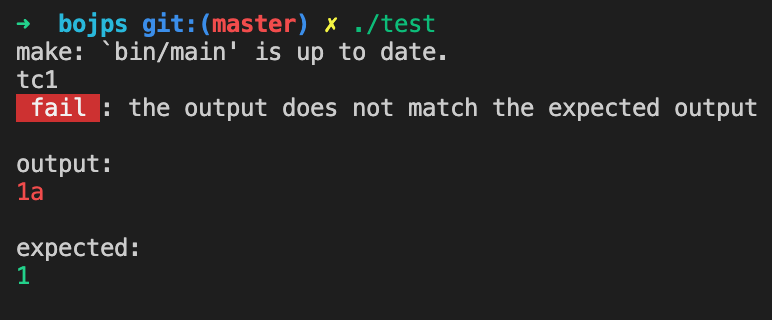 → bojps git:(master) ✗ ./test
make: `bin/main' is up to date.
tc1
fail : the output does not match the expected output
output:
1a
expected:
1